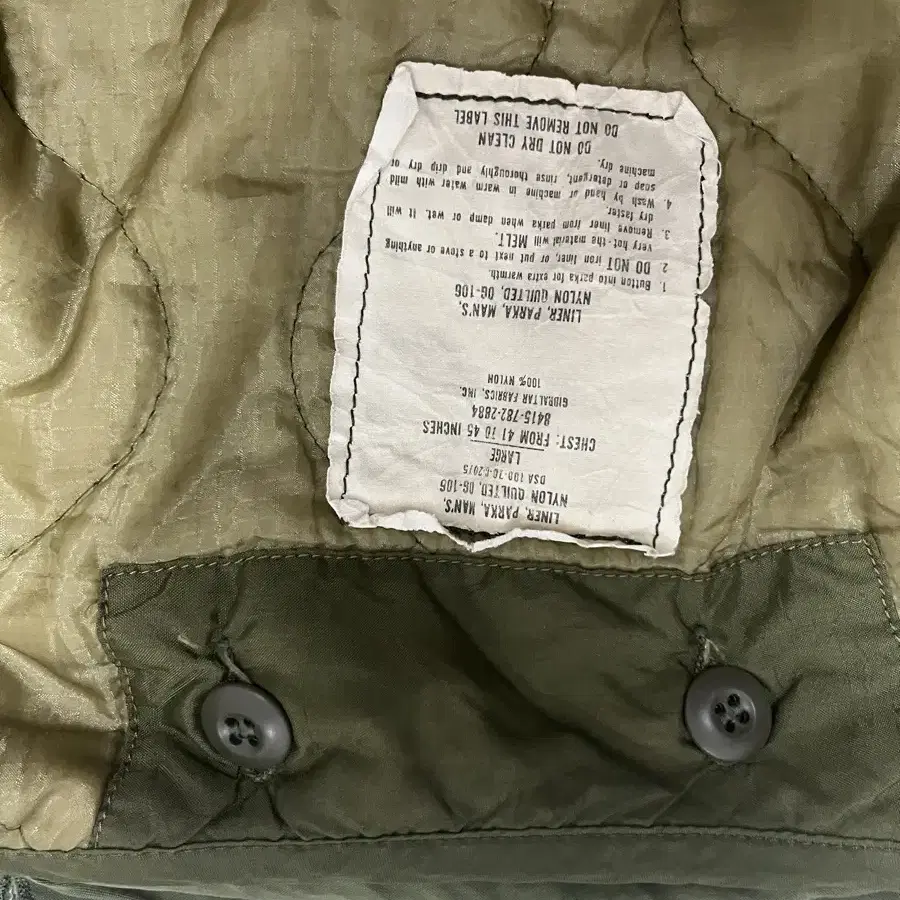 LINER, PARKA, MAN'S,
NYLON QUILTED, OG-106
LARGE
CHEST: FROM 41 TO 45 INCHES
8415-782-2884
GIBRALTAR FABRICS, INC.
100% NYLON
LINER, PARKA, MAN'S,
NYLON QUILTED, OG-106
1. Button into parka for extra warmth.
2. DO NOT iron, liner, or put next to a stove or anything
very hot - the material will MELT.
3. Remove liner from parka when damp or wet. It will
dry faster.
4. Wash by hand or machine in warm water with mild
soap or detergent, rinse thoroughly and drip dry or
machine dry.
DO NOT DRY CLEAN
DO NOT REMOVE THIS LABEL